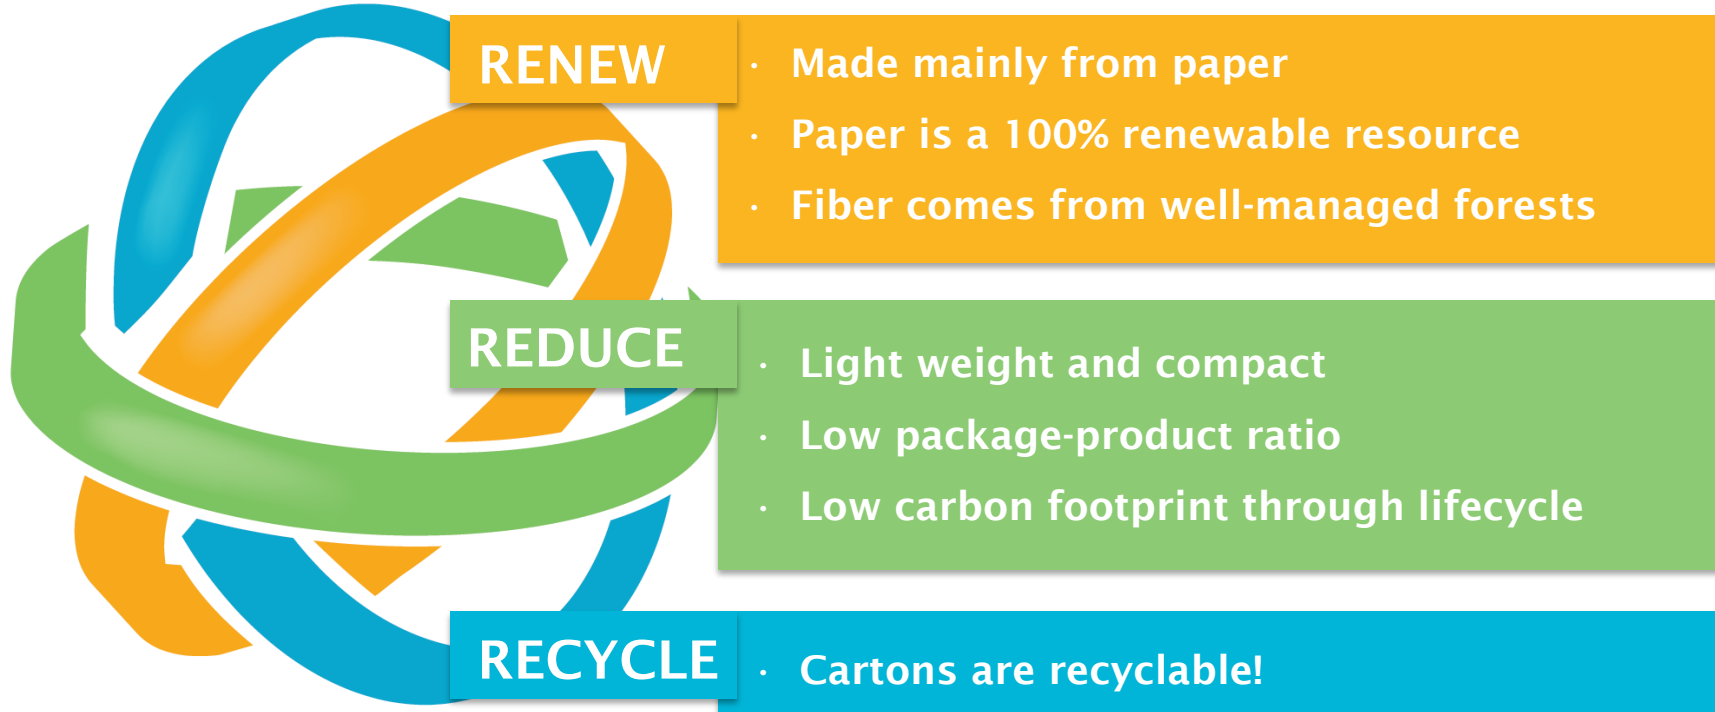 RENEW
· Made mainly from paper
· Paper is a 100% renewable resource
· Fiber comes from well-managed forests
REDUCE
· Light weight and compact
· Low package-product ratio
· Low carbon footprint through lifecycle
RECYCLE
· Cartons are recyclable!